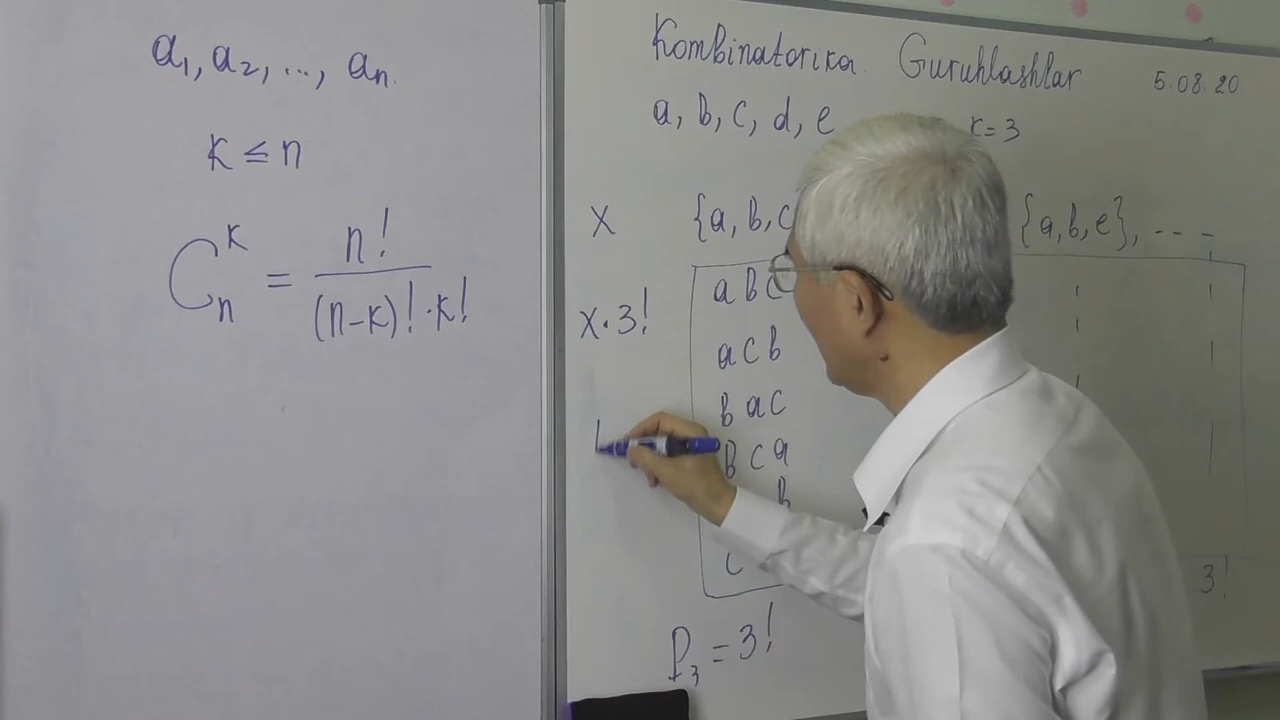 a₁, a₂, ..., aₙ.
k ≤ n
Cₙᵏ = n! / (n-k)!·k!
Kombinatorika Guruhlashlar 5.08.20
a, b, c, d, e k=3
x {a, b, c {a, b, e}, ---
x·3!
a b c
a c b
b a c
b c a
b
c
3!
P₃ = 3!